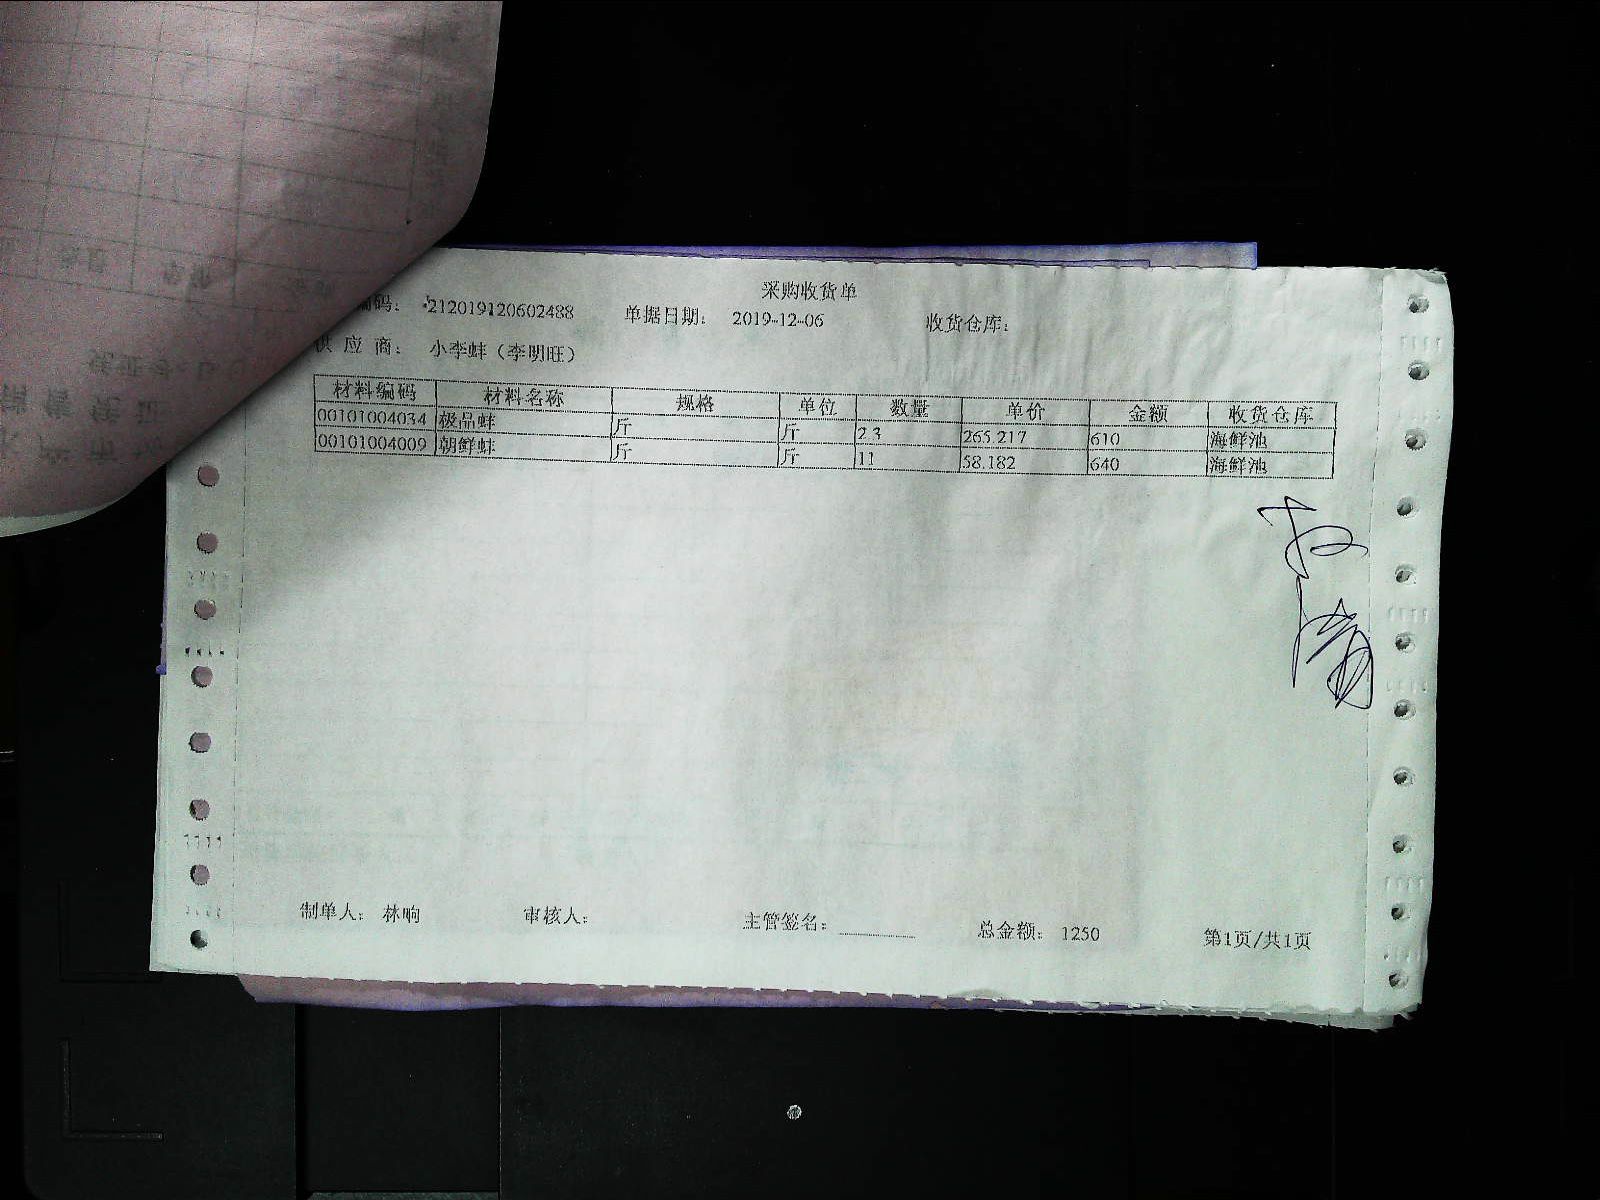 采购收货单
编码: 212019120602488 单据日期: 2019-12-06 收货仓库:
供 应 商: 小李蚌（李明旺）
材料编码 材料名称 规格 单位 数量 单价 金额 收货仓库
00101004034 极品蚌 斤 斤 2.3 265.217 610 海鲜池
00101004009 朝鲜蚌 斤 斤 11 58.182 640 海鲜池
制单人: 林响 审核人: 主管签名: 总金额: 1250 第1页/共1页